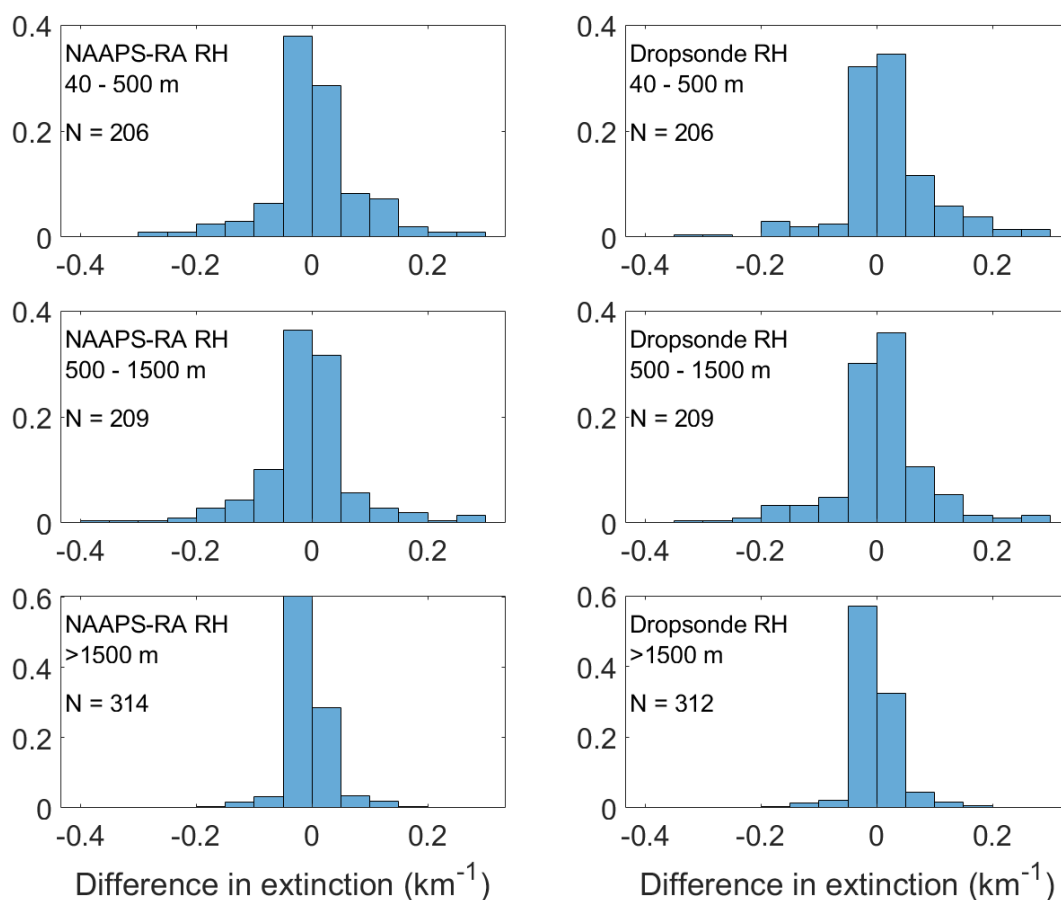 NAAPS-RA RH
40 - 500 m
N = 206
0.4
0.2
0
-0.4 -0.2 0 0.2
Dropsonde RH
40 - 500 m
N = 206
0.4
0.2
0
-0.4 -0.2 0 0.2
NAAPS-RA RH
500 - 1500 m
N = 209
0.4
0.2
0
-0.4 -0.2 0 0.2
Dropsonde RH
500 - 1500 m
N = 209
0.4
0.2
0
-0.4 -0.2 0 0.2
NAAPS-RA RH
>1500 m
N = 314
0.6
0.4
0.2
0
-0.4 -0.2 0 0.2
Difference in extinction (km⁻¹)
Dropsonde RH
>1500 m
N = 312
0.6
0.4
0.2
0
-0.4 -0.2 0 0.2
Difference in extinction (km⁻¹)